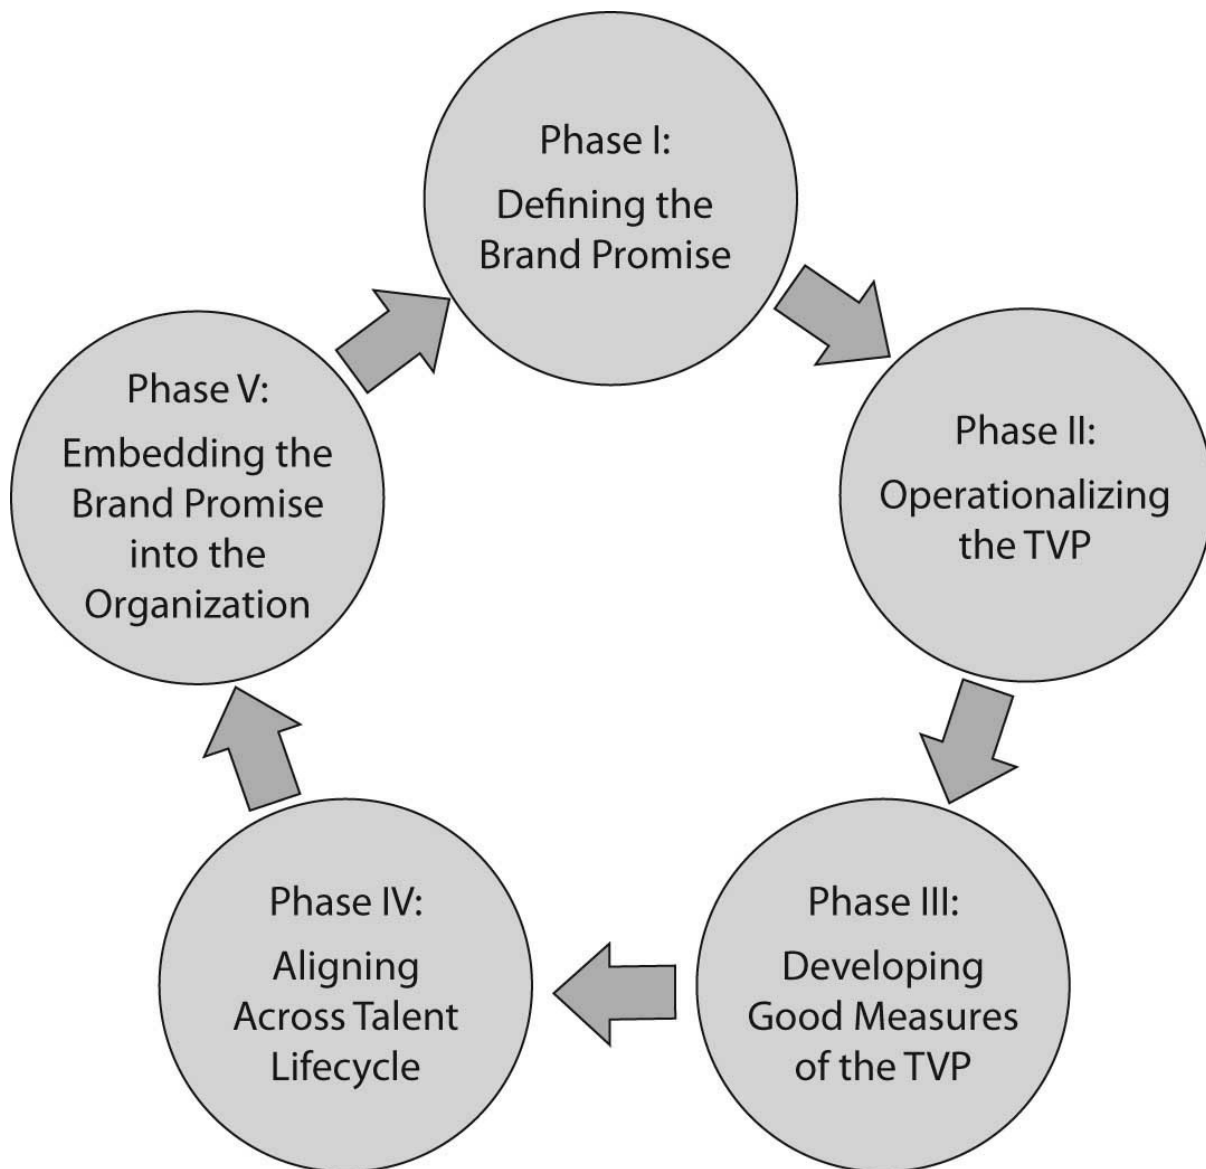 Phase I:
Defining the
Brand Promise
Phase II:
Operationalizing
the TVP
Phase III:
Developing
Good Measures
of the TVP
Phase IV:
Aligning
Across Talent
Lifecycle
Phase V:
Embedding the
Brand Promise
into the
Organization